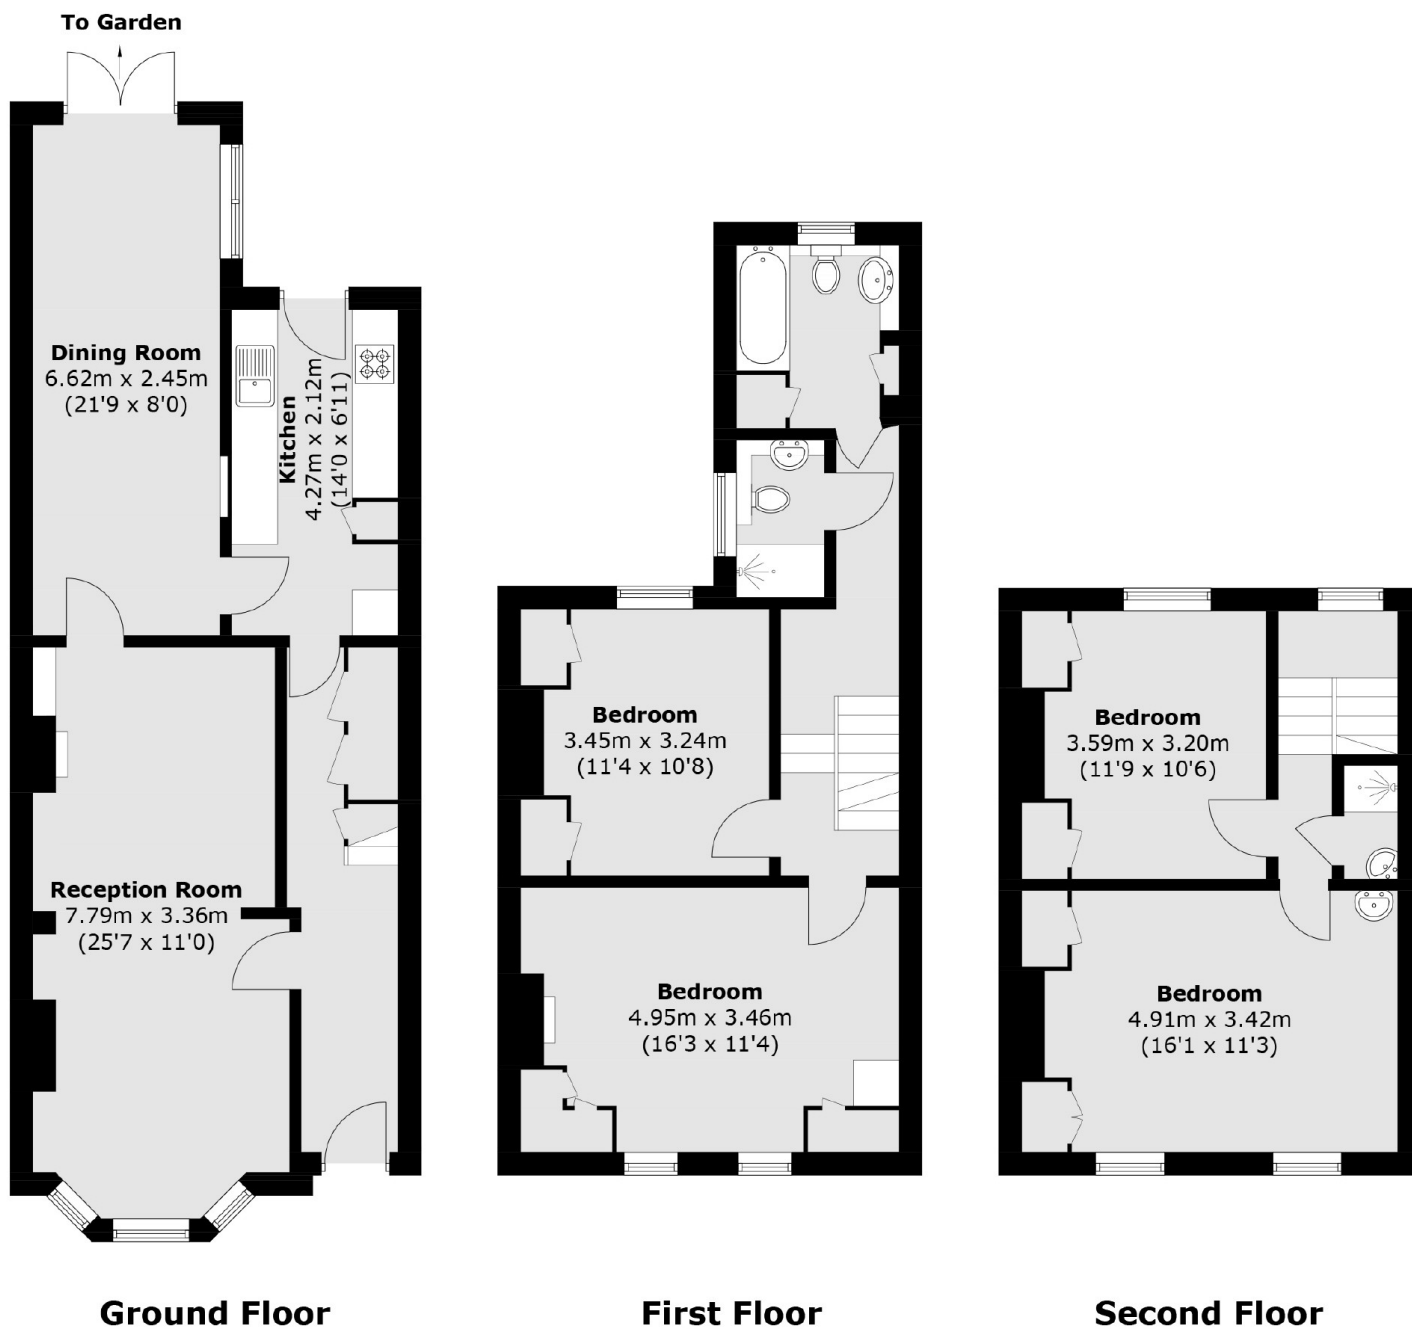 To Garden
Dining Room
6.62m x 2.45m
(21'9 x 8'0)
Kitchen
4.27m x 2.12m
(14'0 x 6'11)
Reception Room
7.79m x 3.36m
(25'7 x 11'0)
Ground Floor
Bedroom
3.45m x 3.24m
(11'4 x 10'8)
Bedroom
4.95m x 3.46m
(16'3 x 11'4)
First Floor
Bedroom
3.59m x 3.20m
(11'9 x 10'6)
Bedroom
4.91m x 3.42m
(16'1 x 11'3)
Second Floor